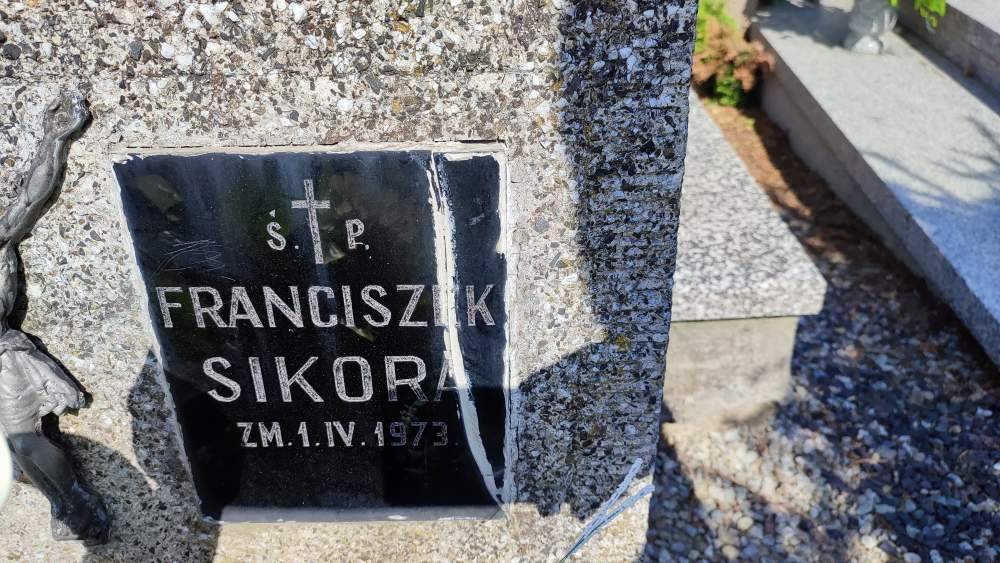 Ś. P.
FRANCISZEK
SIKORA
ZM.1.IV.1973.